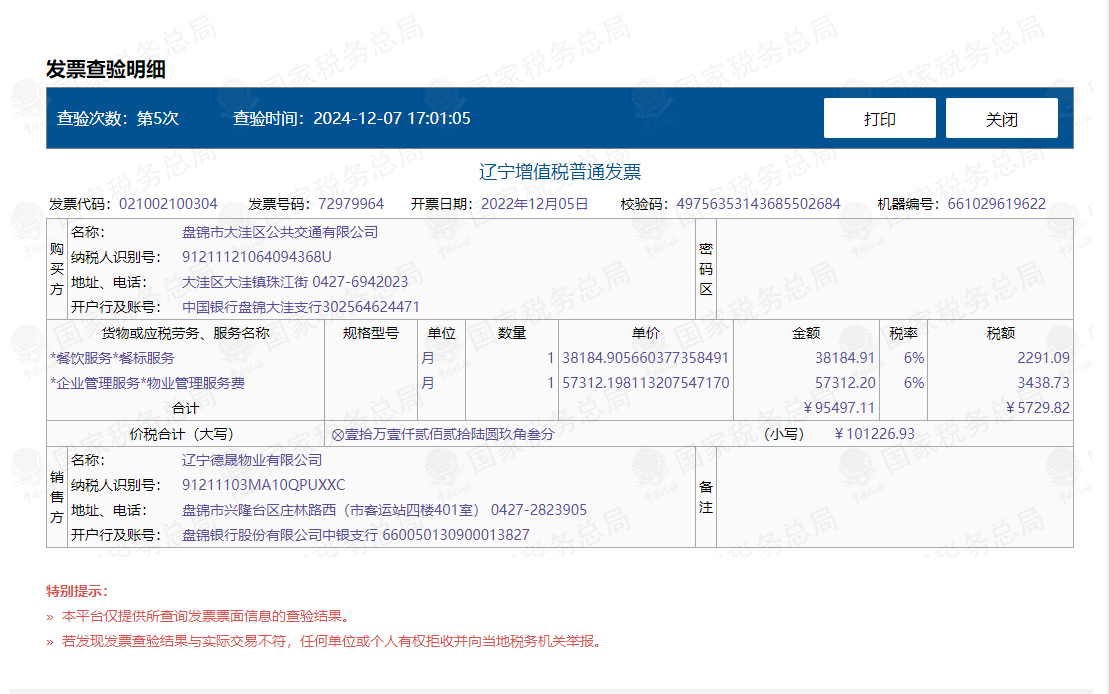 发票查验明细
查验次数：第5次 查验时间：2024-12-07 17:01:05 打印 关闭
辽宁增值税普通发票
发票代码：021002100304 发票号码：72979964 开票日期：2022年12月05日 校验码：49756353143685502684 机器编号：661029619622
购买方
名称： 盘锦市大洼区公共交通有限公司
纳税人识别号： 91211121064094368U
地址、电话： 大洼区大洼镇珠江街 0427-6942023
开户行及账号： 中国银行盘锦大洼支行302564624471
密码区
货物或应税劳务、服务名称 规格型号 单位 数量 单价 金额 税率 税额
*餐饮服务*餐标服务 月 1 38184.905660377358491 38184.91 6% 2291.09
*企业管理服务*物业管理服务费 月 1 57312.198113207547170 57312.20 6% 3438.73
合计 ￥95497.11 ￥5729.82
价税合计（大写） ⊗壹拾万壹仟贰佰贰拾陆圆玖角叁分 （小写） ￥101226.93
销售方
名称： 辽宁德晟物业有限公司
纳税人识别号： 91211103MA10QPUXXC
地址、电话： 盘锦市兴隆台区庄林路西（市客运站四楼401室） 0427-2823905
开户行及账号： 盘锦银行股份有限公司中银支行 660050130900013827
备注
特别提示：
» 本平台仅提供所查询发票票面信息的查验结果。
» 若发现发票查验结果与实际交易不符，任何单位或个人有权拒收并向当地税务机关举报。
国家税务总局